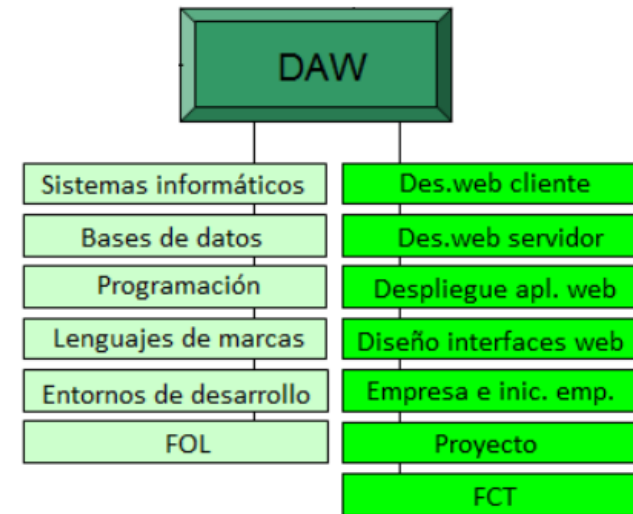 DAW
Sistemas informáticos
Bases de datos
Programación
Lenguajes de marcas
Entornos de desarrollo
FOL
Des.web cliente
Des.web servidor
Despliegue apl. web
Diseño interfaces web
Empresa e inic. emp.
Proyecto
FCT